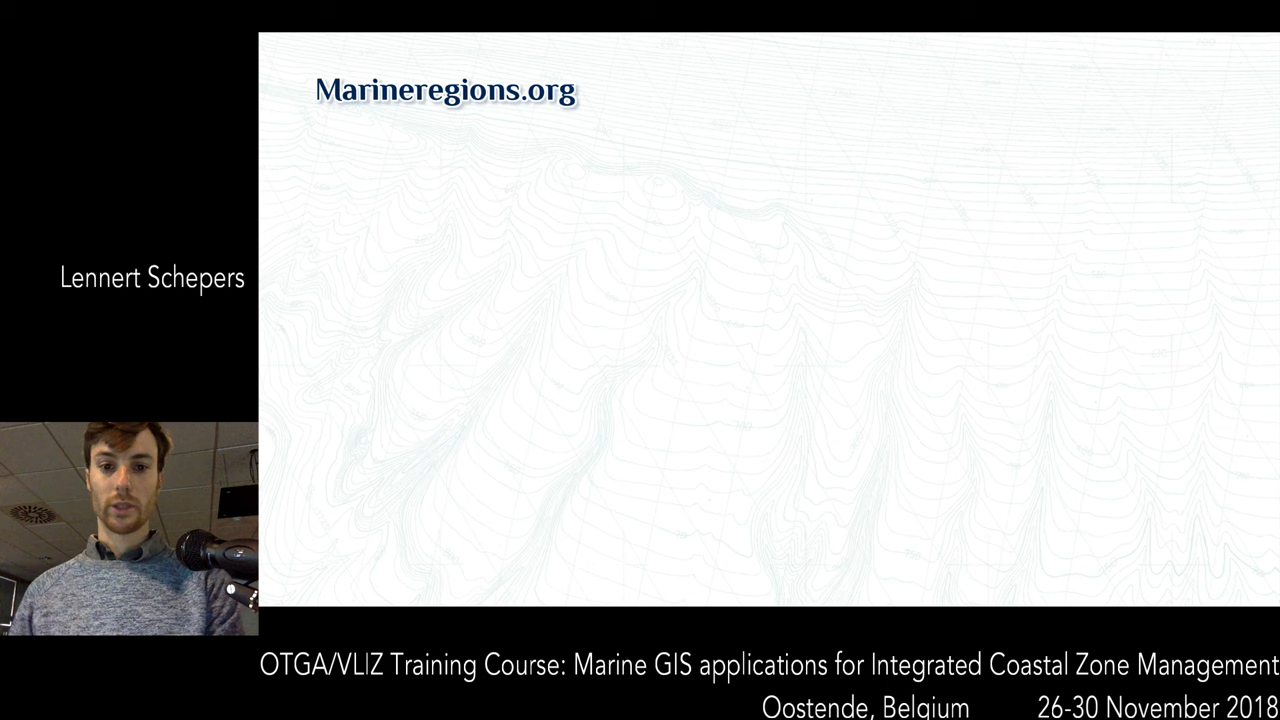 Marineregions.org
Lennert Schepers
OTGA/VLIZ Training Course: Marine GIS applications for Integrated Coastal Zone Management
Oostende, Belgium 26-30 November 2018